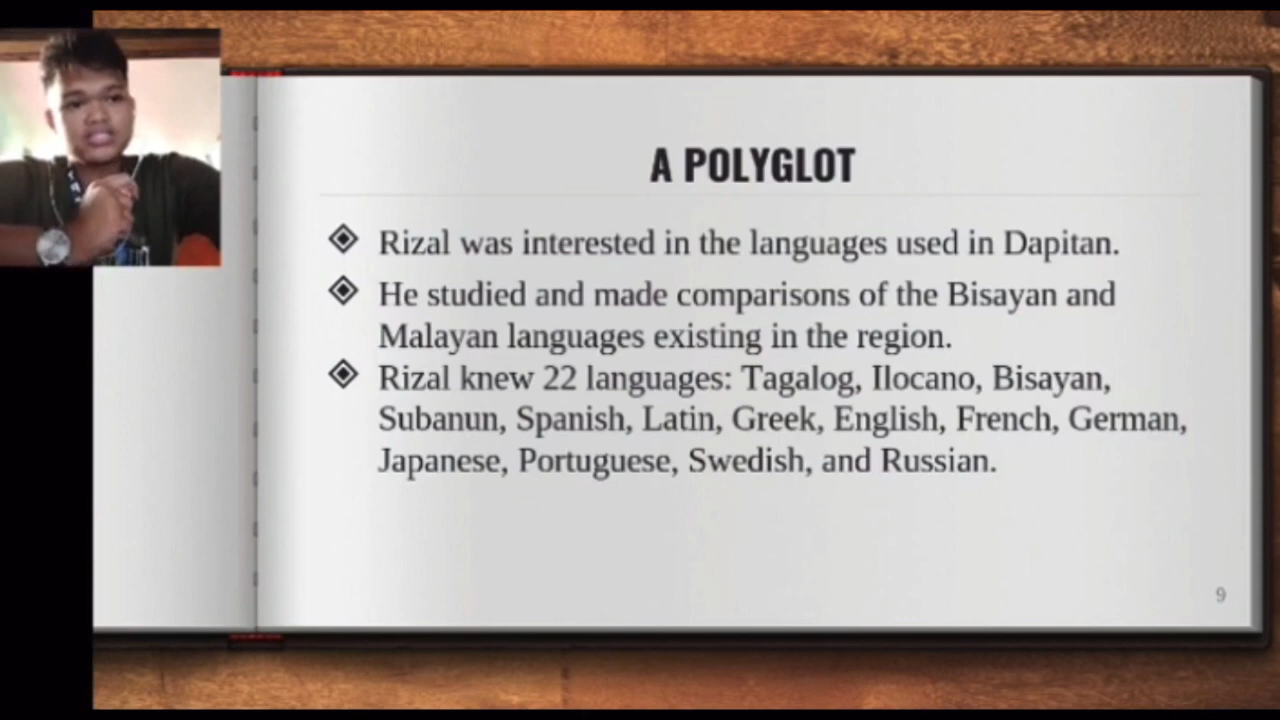 A POLYGLOT
Rizal was interested in the languages used in Dapitan.
He studied and made comparisons of the Bisayan and
Malayan languages existing in the region.
Rizal knew 22 languages: Tagalog, Ilocano, Bisayan,
Subanun, Spanish, Latin, Greek, English, French, German,
Japanese, Portuguese, Swedish, and Russian.
9